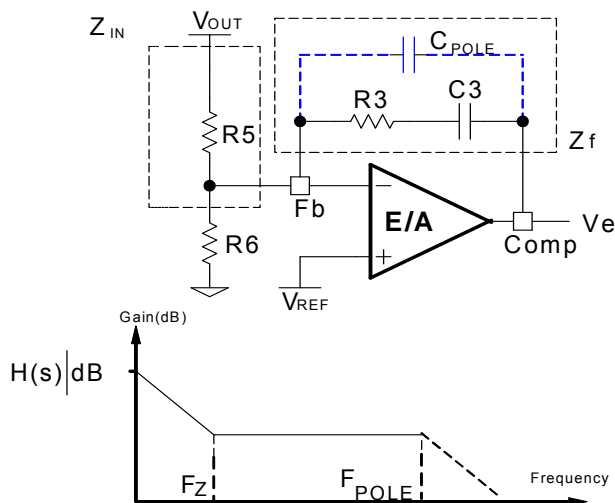 Z IN
VOUT
CPOLE
R3
C3
R5
Zf
Fb
E/A
Ve
R6
Comp
VREF
Gain(dB)
H(s)|dB
FZ
FPOLE
Frequency